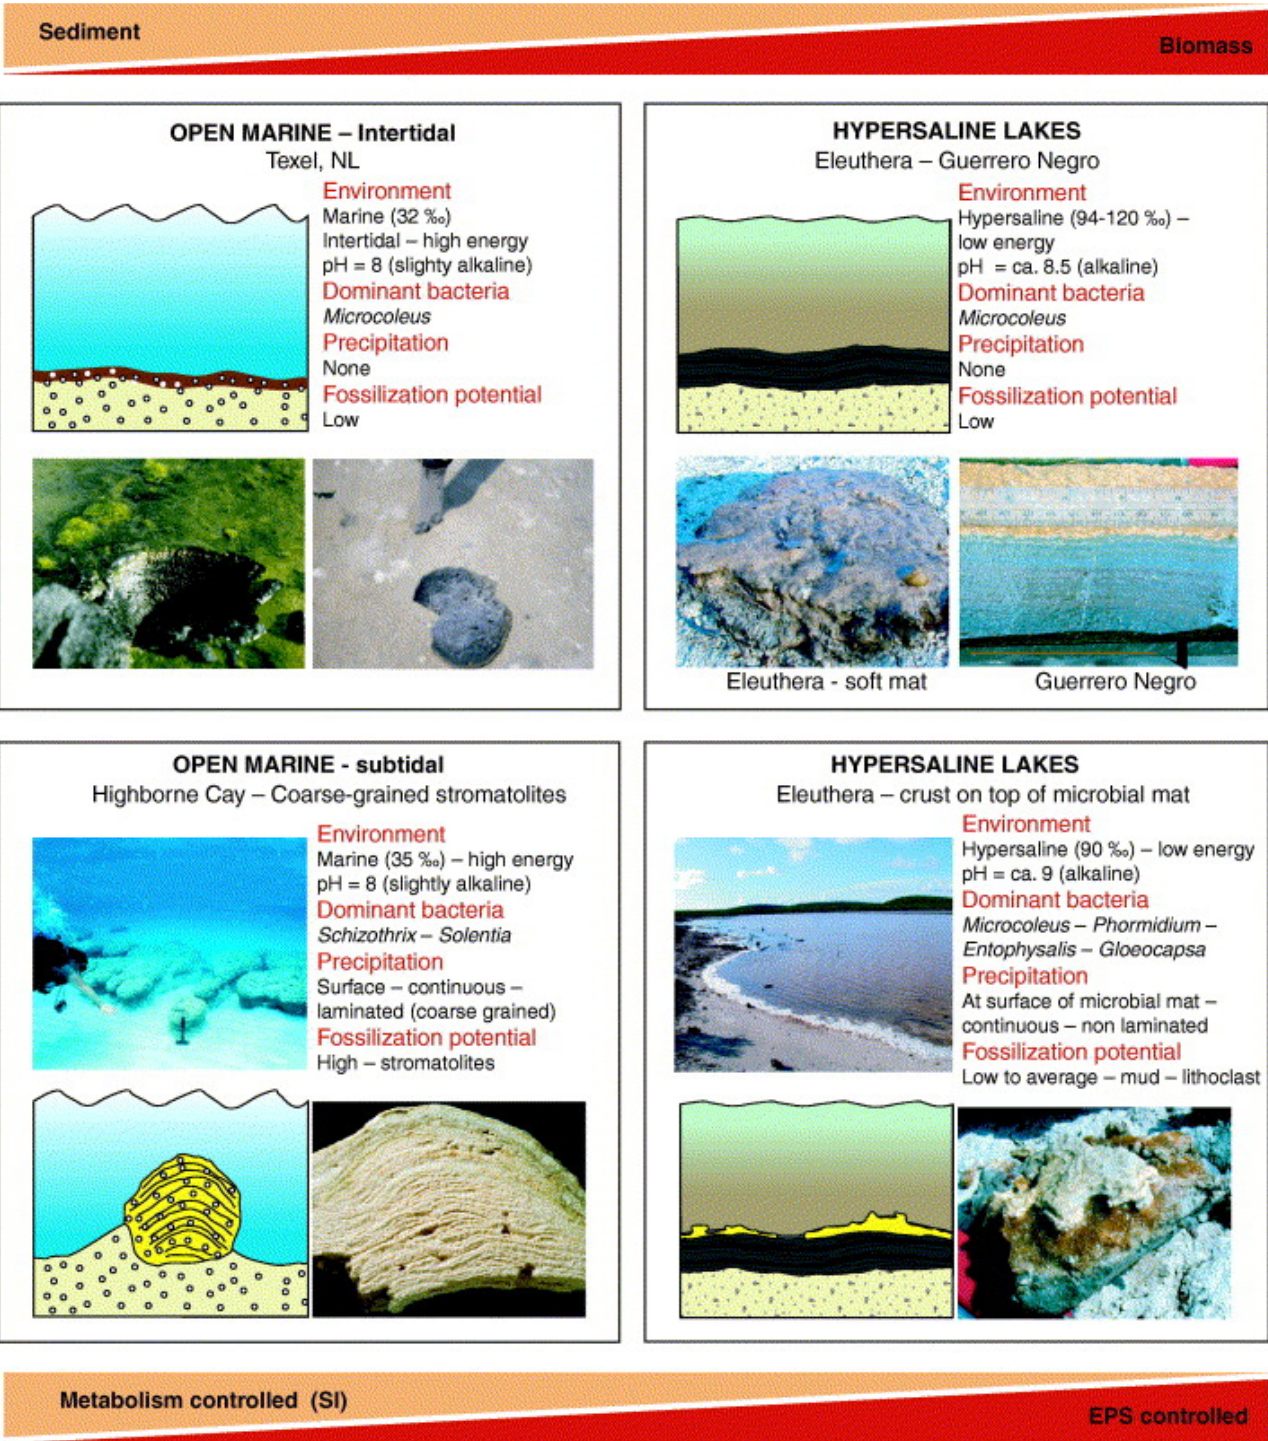 Sediment
Biomass
OPEN MARINE – Intertidal
Texel, NL
Environment
Marine (32 ‰)
Intertidal – high energy
pH = 8 (slighty alkaline)
Dominant bacteria
Microcoleus
Precipitation
None
Fossilization potential
Low
HYPERSALINE LAKES
Eleuthera – Guerrero Negro
Environment
Hypersaline (94-120 ‰) –
low energy
pH = ca. 8.5 (alkaline)
Dominant bacteria
Microcoleus
Precipitation
None
Fossilization potential
Low
Eleuthera - soft mat
Guerrero Negro
OPEN MARINE - subtidal
Highborne Cay – Coarse-grained stromatolites
Environment
Marine (35 ‰) – high energy
pH = 8 (slightly alkaline)
Dominant bacteria
Schizothrix – Solentia
Precipitation
Surface – continuous –
laminated (coarse grained)
Fossilization potential
High – stromatolites
HYPERSALINE LAKES
Eleuthera – crust on top of microbial mat
Environment
Hypersaline (90 ‰) – low energy
pH = ca. 9 (alkaline)
Dominant bacteria
Microcoleus – Phormidium –
Entophysalis – Gloeocapsa
Precipitation
At surface of microbial mat –
continuous – non laminated
Fossilization potential
Low to average – mud – lithoclast
Metabolism controlled (SI)
EPS controlled